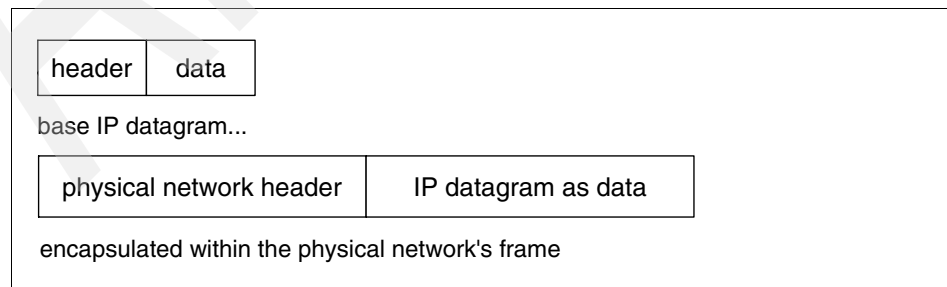 header data
base IP datagram...
physical network header IP datagram as data
encapsulated within the physical network's frame